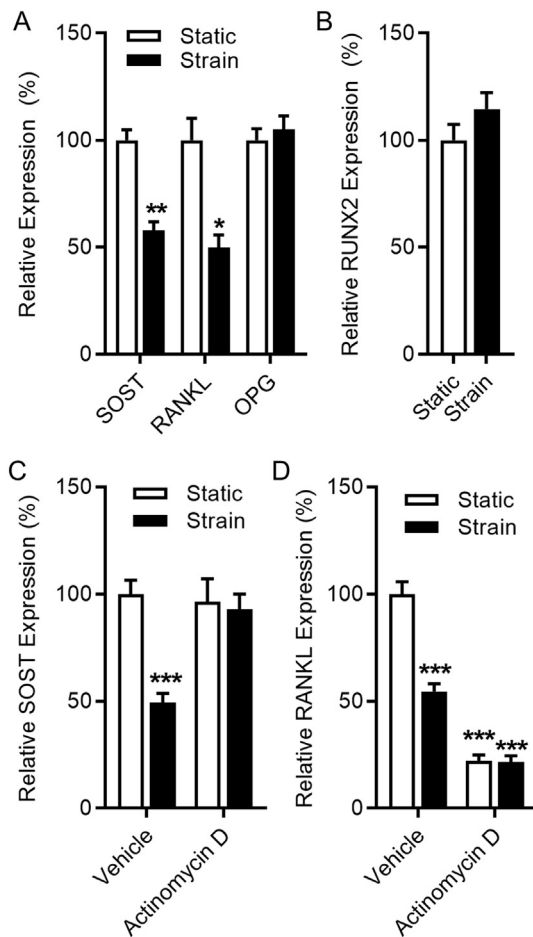 A
Static
Strain
Relative Expression (%)
150
100
50
0
**
*
SOST
RANKL
OPG
B
Relative RUNX2 Expression (%)
150
100
50
0
Static
Strain
C
Static
Strain
Relative SOST Expression (%)
150
100
50
0
***
Vehicle
Actinomycin D
D
Static
Strain
Relative RANKL Expression (%)
150
100
50
0
***
***
***
Vehicle
Actinomycin D